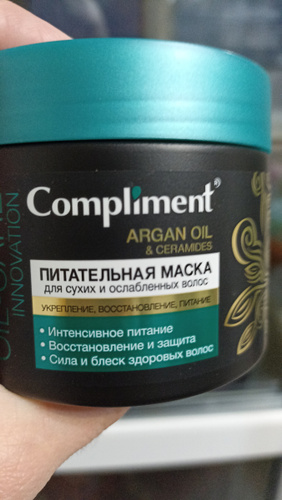 Compliment
ARGAN OIL
& CERAMIDES
ПИТАТЕЛЬНАЯ МАСКА
для сухих и ослабленных волос
УКРЕПЛЕНИЕ, ВОССТАНОВЛЕНИЕ, ПИТАНИЕ
• Интенсивное питание
• Восстановление и защита
• Сила и блеск здоровых волос
INNOVATION